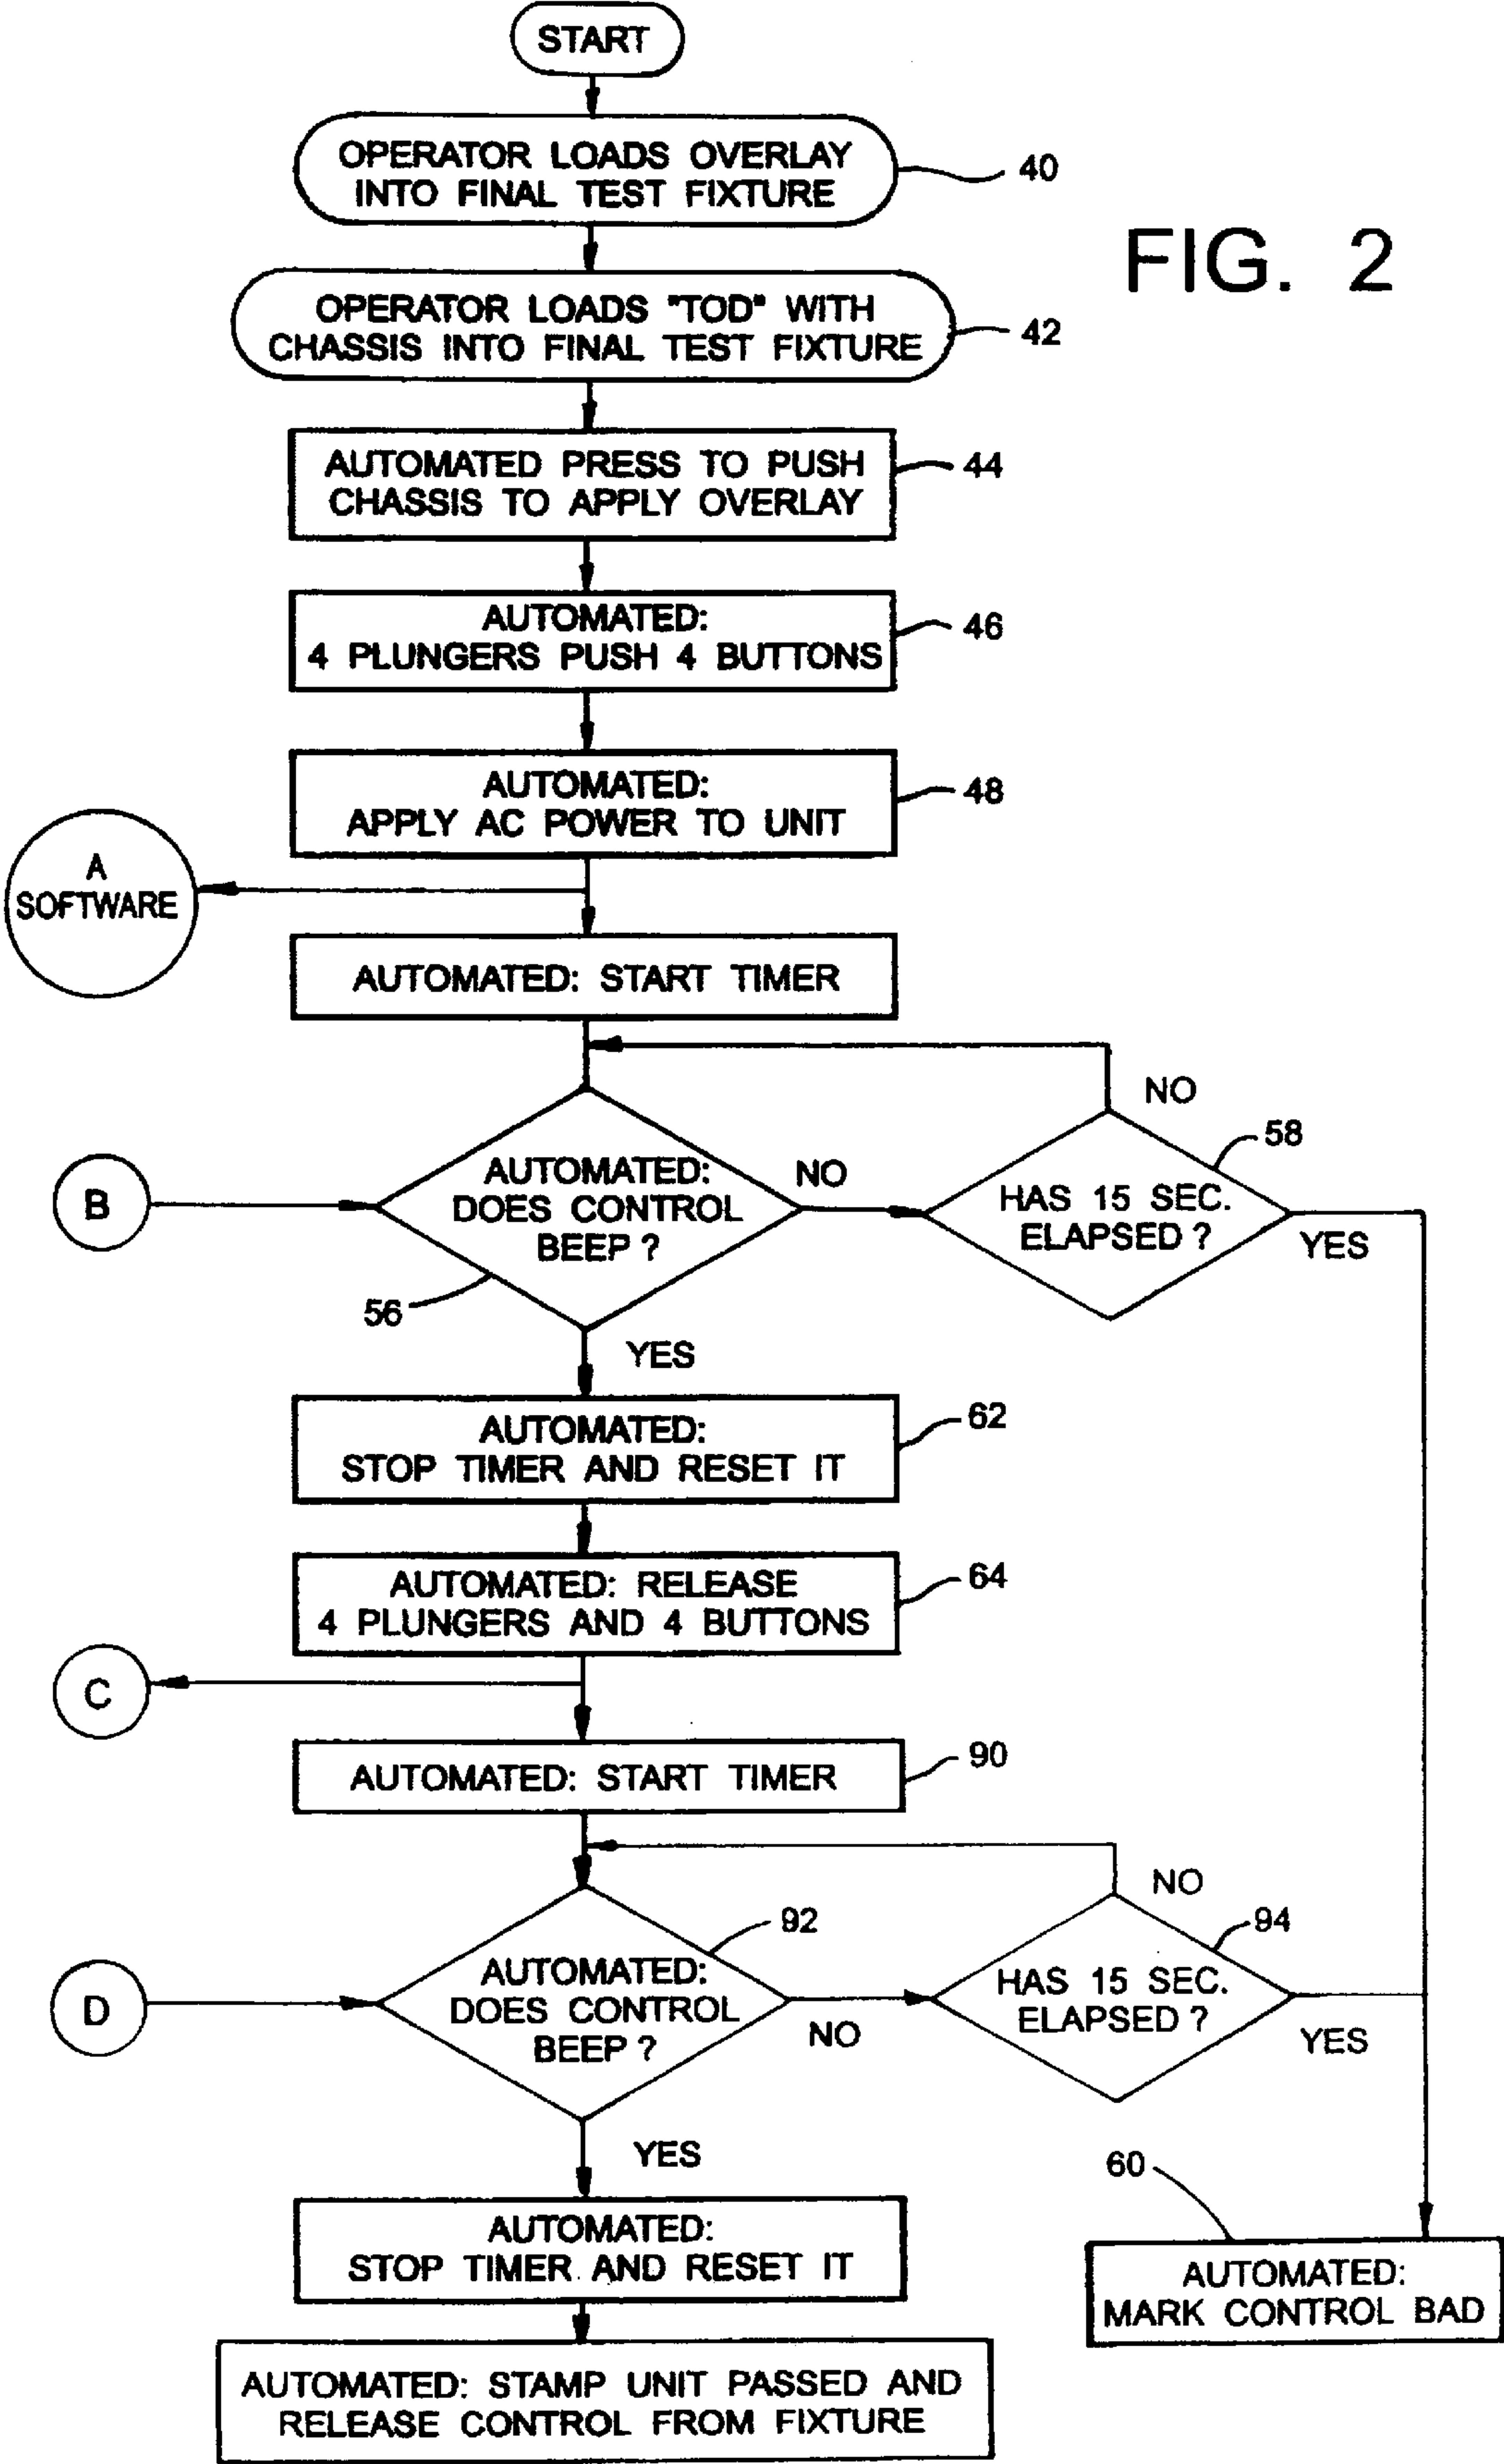 START
OPERATOR LOADS OVERLAY
INTO FINAL TEST FIXTURE
40
FIG. 2
OPERATOR LOADS "TOD" WITH
CHASSIS INTO FINAL TEST FIXTURE
42
AUTOMATED PRESS TO PUSH
CHASSIS TO APPLY OVERLAY
44
AUTOMATED:
4 PLUNGERS PUSH 4 BUTTONS
46
AUTOMATED:
APPLY AC POWER TO UNIT
48
A
SOFTWARE
AUTOMATED: START TIMER
B
AUTOMATED:
DOES CONTROL
BEEP ?
56
NO
NO
58
HAS 15 SEC.
ELAPSED ?
YES
YES
AUTOMATED:
STOP TIMER AND RESET IT
62
AUTOMATED: RELEASE
4 PLUNGERS AND 4 BUTTONS
64
C
AUTOMATED: START TIMER
90
D
AUTOMATED:
DOES CONTROL
BEEP ?
92
NO
NO
94
HAS 15 SEC.
ELAPSED ?
YES
YES
60
AUTOMATED:
STOP TIMER AND RESET IT
AUTOMATED:
MARK CONTROL BAD
AUTOMATED: STAMP UNIT PASSED AND
RELEASE CONTROL FROM FIXTURE